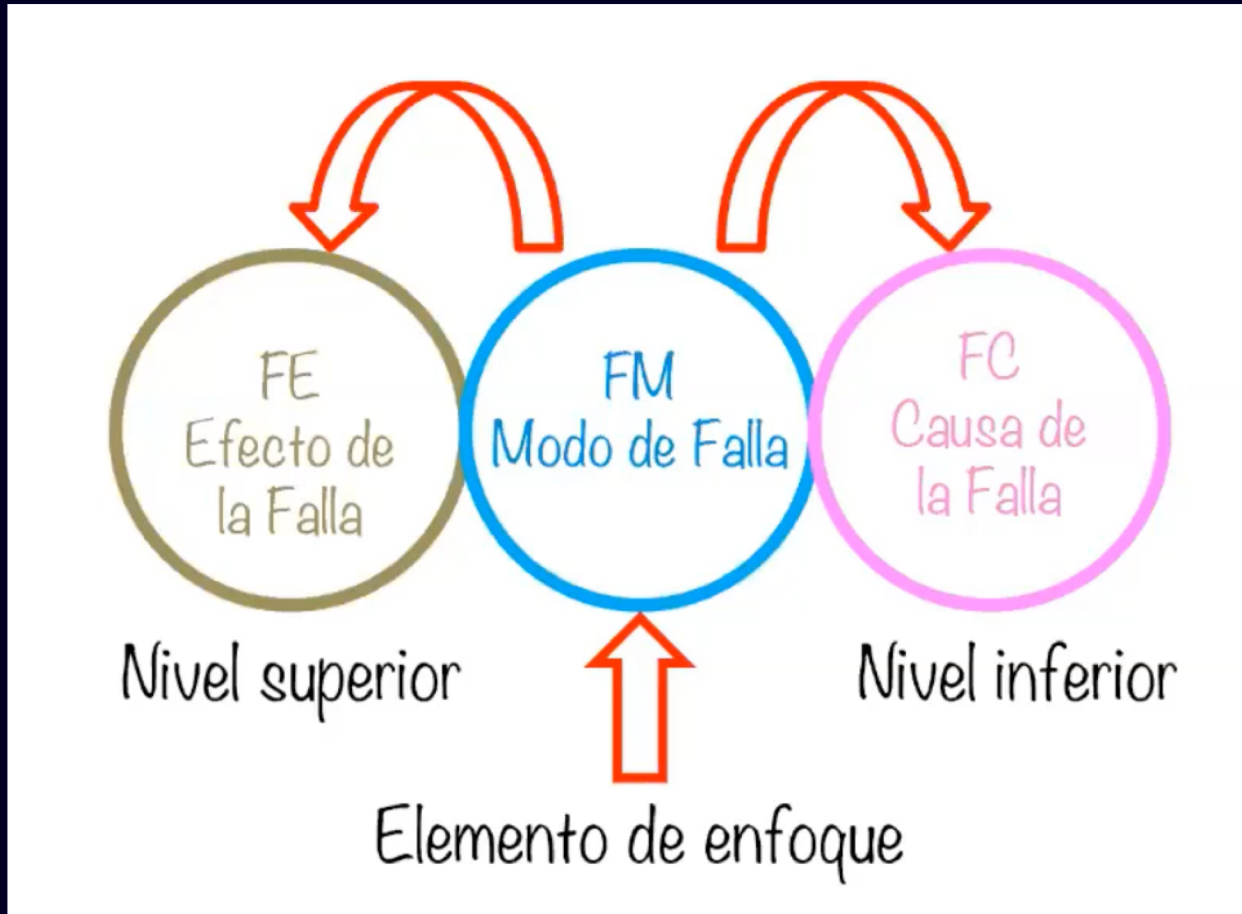 FE
Efecto de
la Falla
FM
Modo de Falla
FC
Causa de
la Falla
Nivel superior
Nivel inferior
Elemento de enfoque